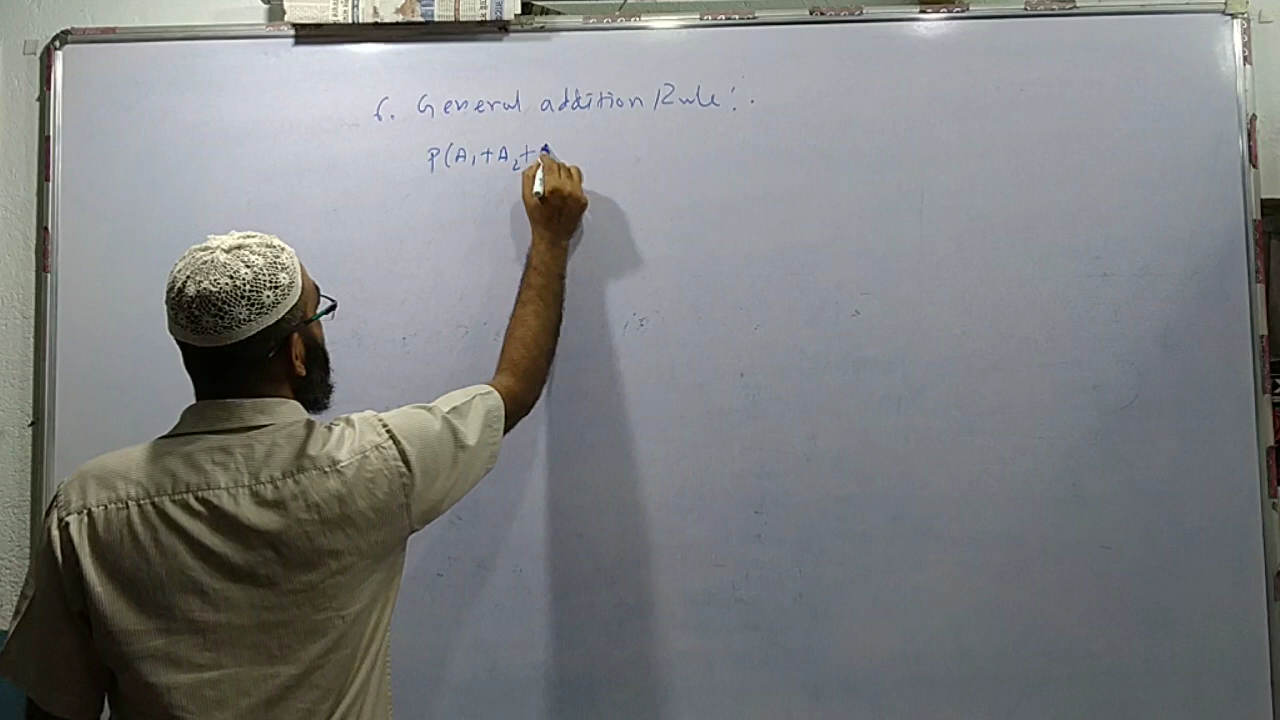 6. General addition Rule:.
P(A₁+A₂+